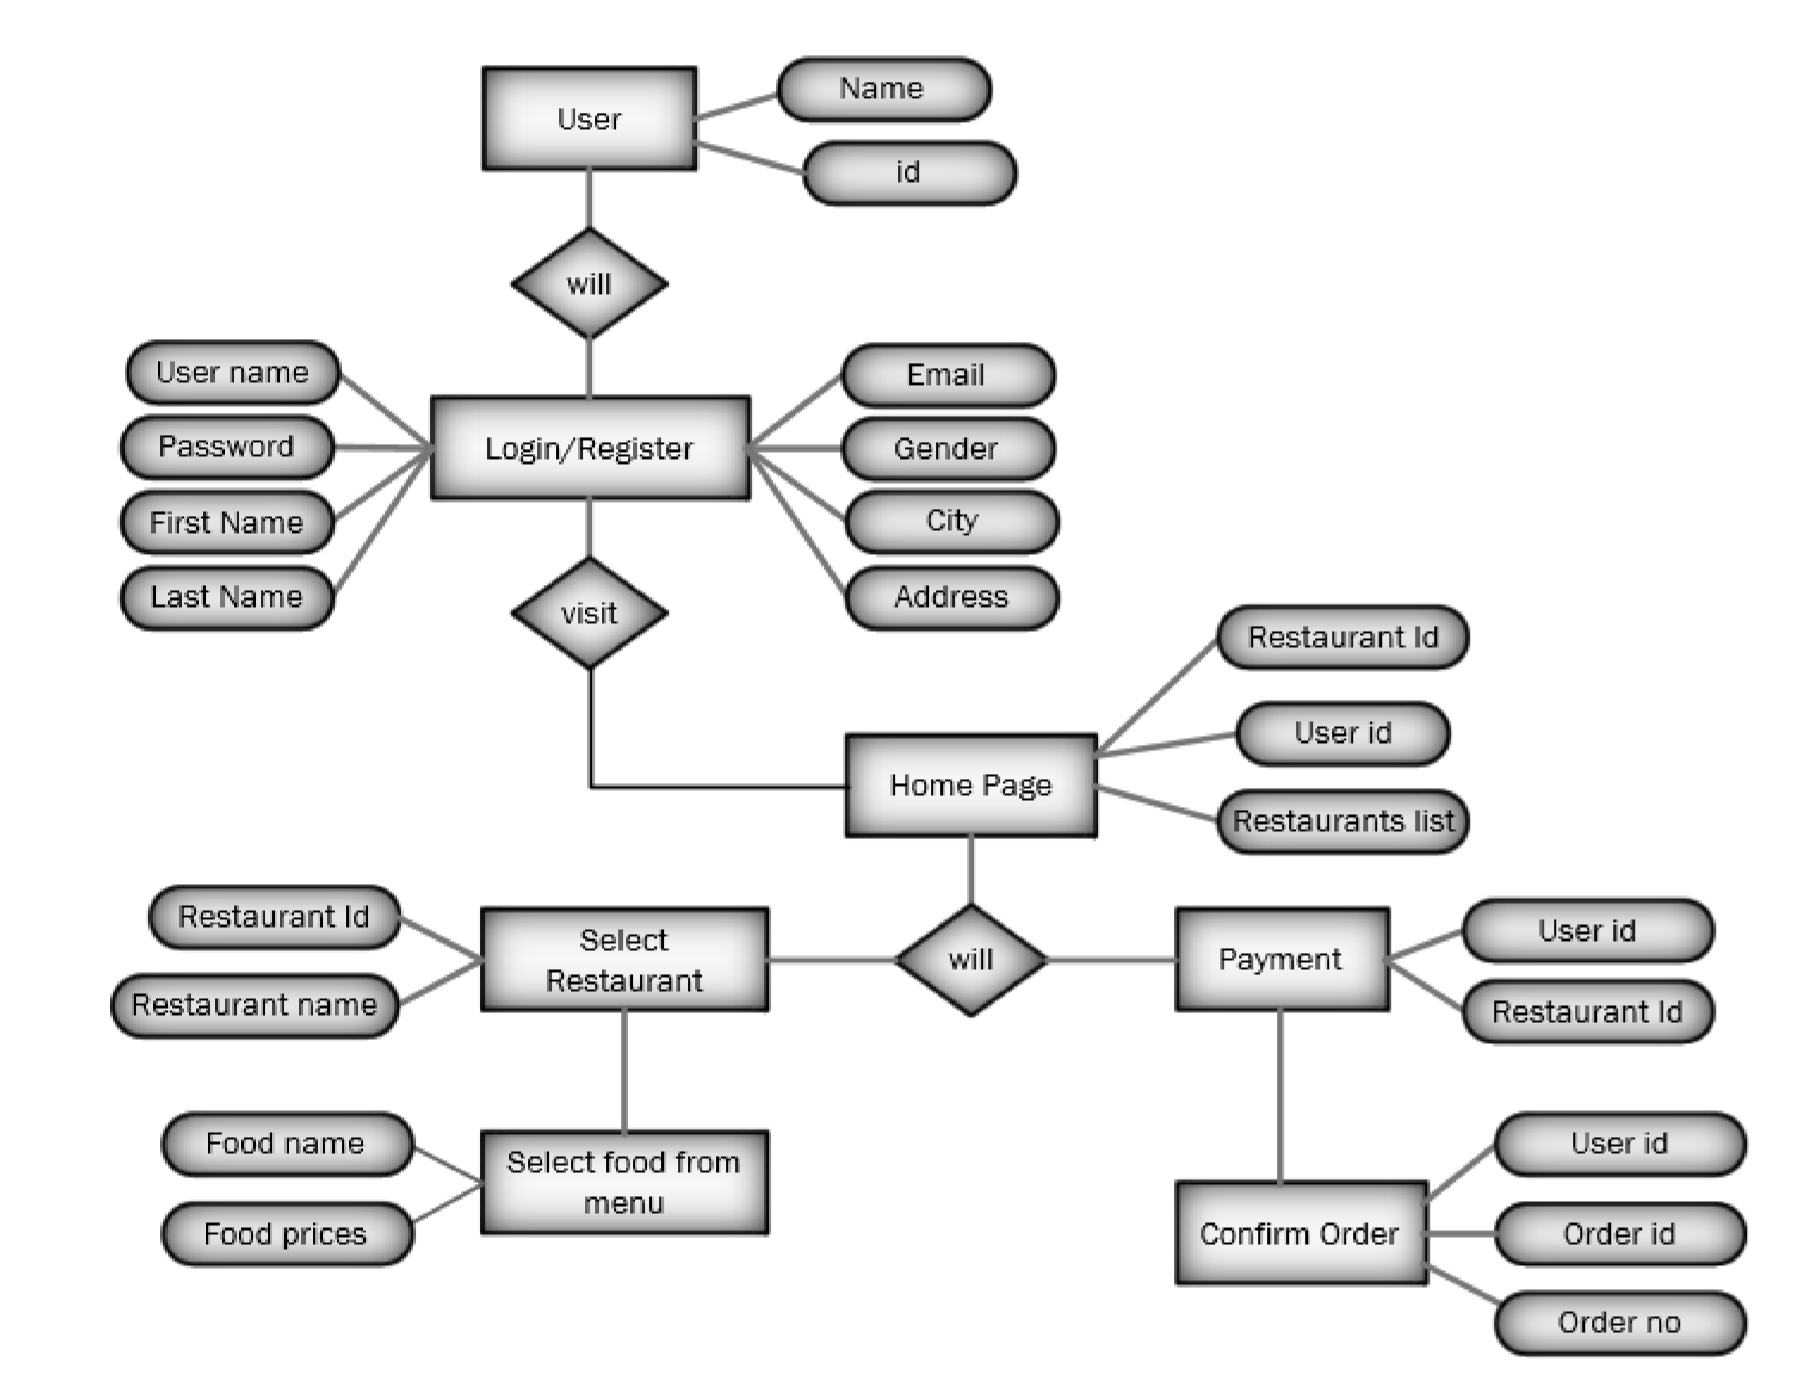 User
Name
id
will
User name
Password
First Name
Last Name
Login/Register
Email
Gender
City
Address
visit
Home Page
Restaurant Id
User id
Restaurants list
Restaurant Id
Restaurant name
Select
Restaurant
will
Payment
User id
Restaurant Id
Food name
Food prices
Select food from
menu
Confirm Order
User id
Order id
Order no